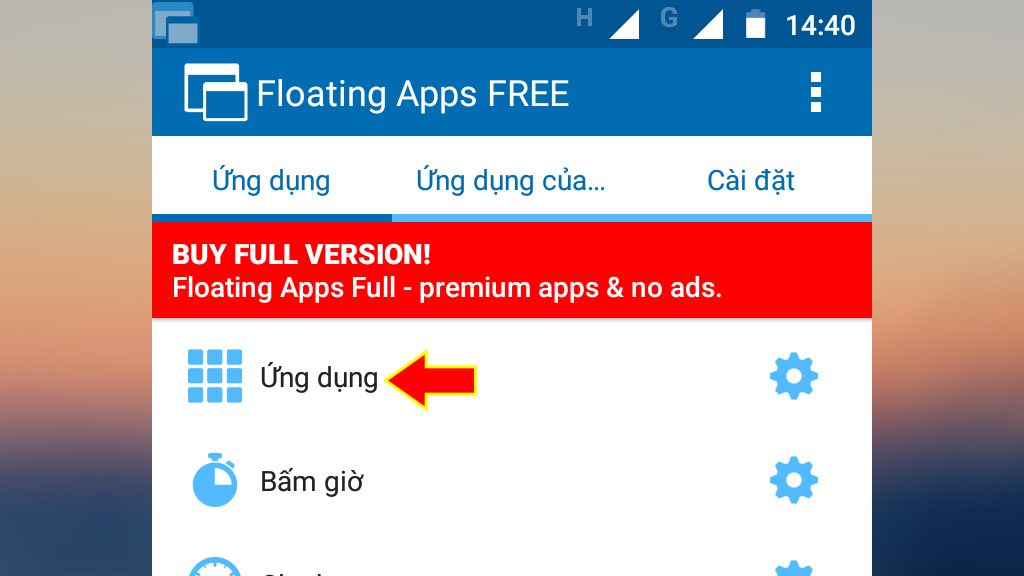 H G 14:40
Floating Apps FREE
Ứng dụng Ứng dụng của... Cài đặt
BUY FULL VERSION!
Floating Apps Full - premium apps & no ads.
Ứng dụng
Bấm giờ